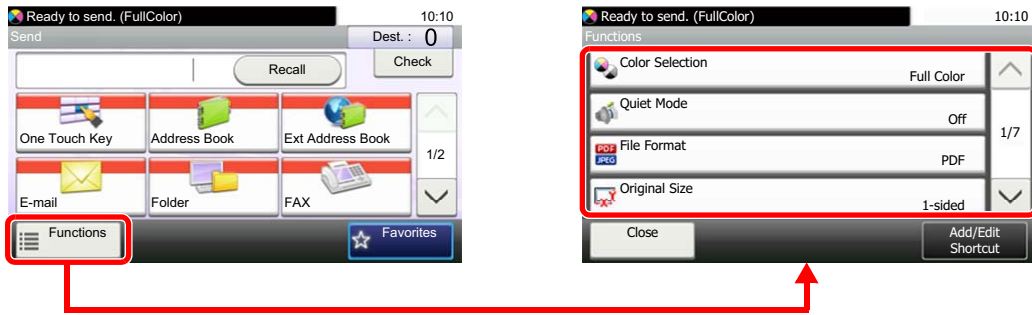 Ready to send. (FullColor) 10:10
Send Dest. : 0
Recall Check
One Touch Key Address Book Ext Address Book
1/2
E-mail Folder FAX
Functions Favorites
Ready to send. (FullColor) 10:10
Functions
Color Selection
Full Color
Quiet Mode
Off
1/7
File Format
PDF JPEG
PDF
Original Size
1-sided
Close Add/Edit
Shortcut